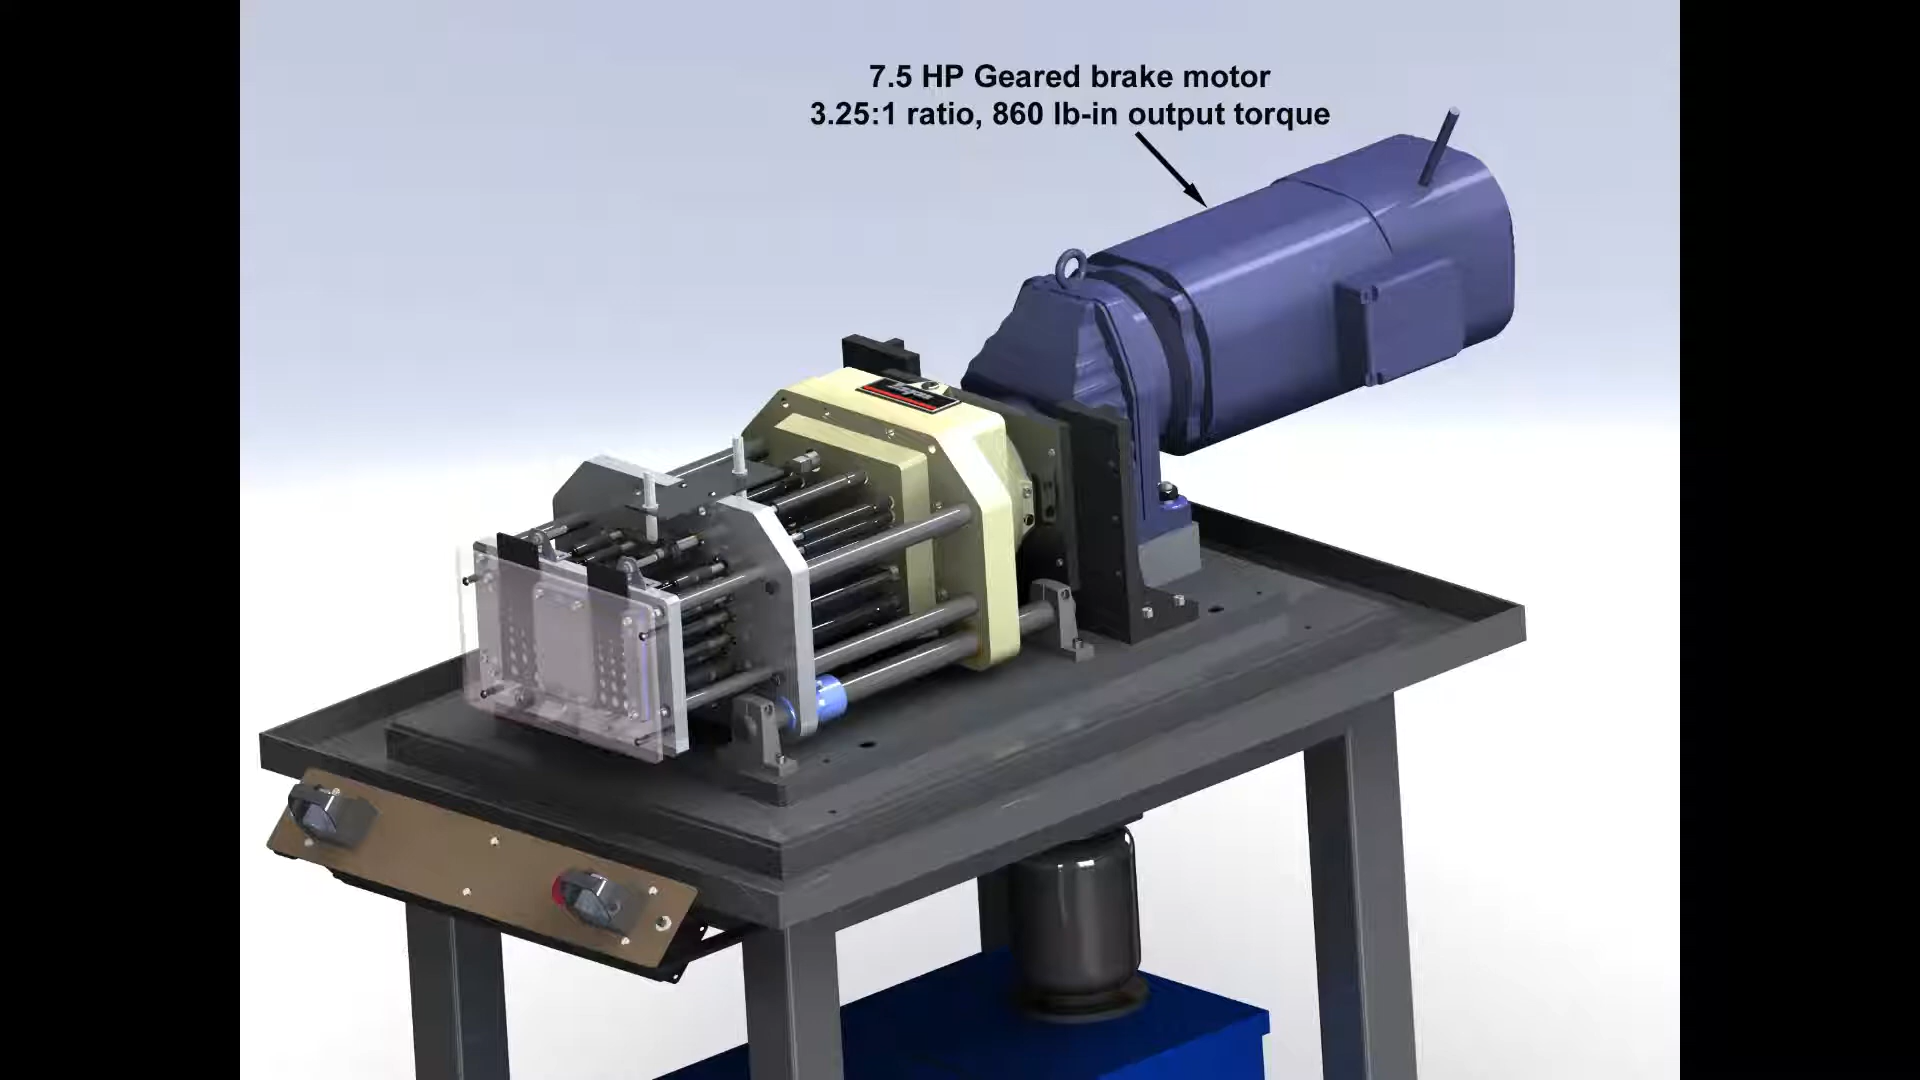 7.5 HP Geared brake motor
3.25:1 ratio, 860 lb-in output torque